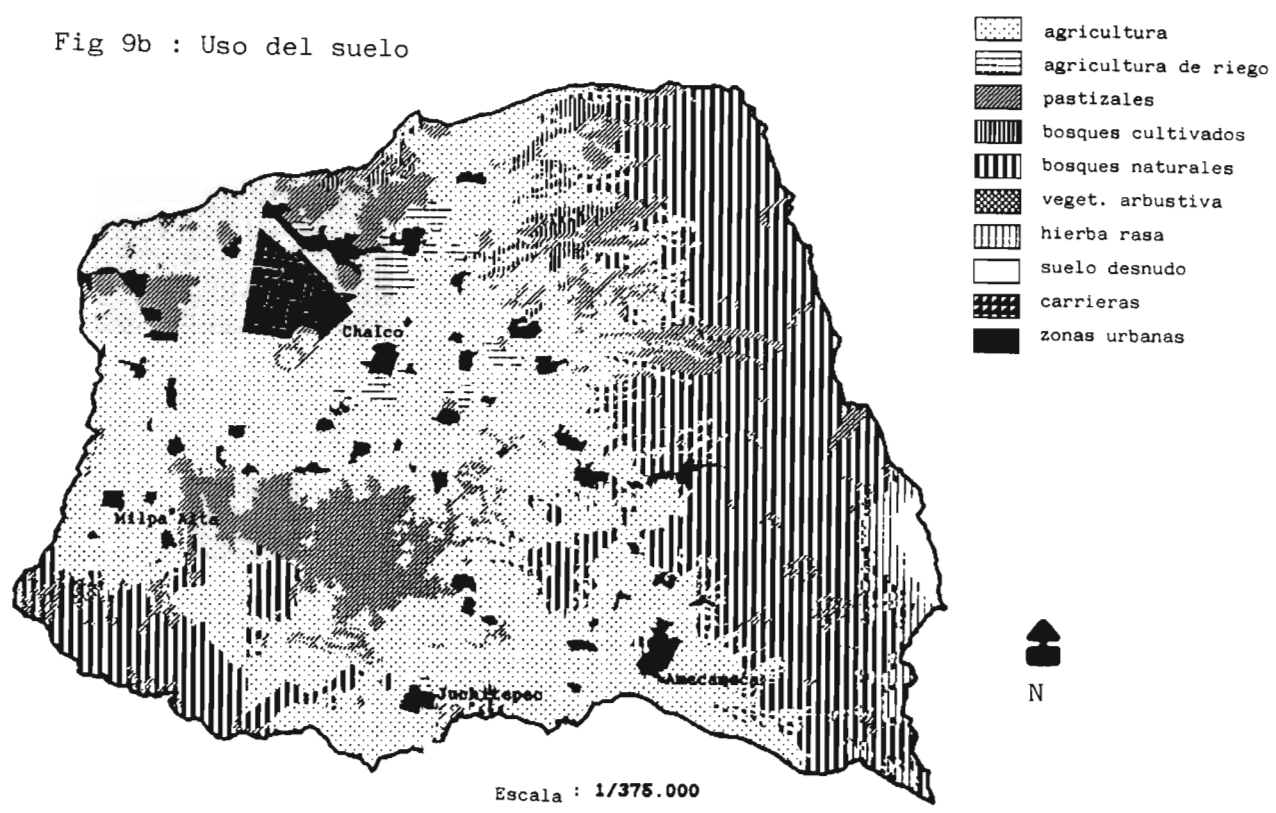 Fig 9b : Uso del suelo
agricultura
agricultura de riego
pastizales
bosques cultivados
bosques naturales
veget. arbustiva
hierba rasa
suelo desnudo
carrieras
zonas urbanas
Chalco
Milpa Alta
Amecameca
Juchitepec
N
Escala : 1/375.000